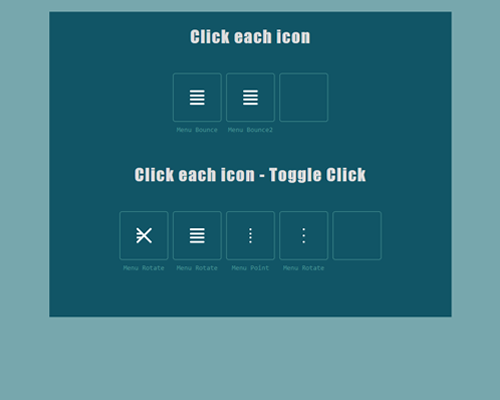 Click each icon
Menu Bounce Menu Bounce2
Click each icon - Toggle Click
Menu Rotate Menu Rotate Menu Point Menu Rotate